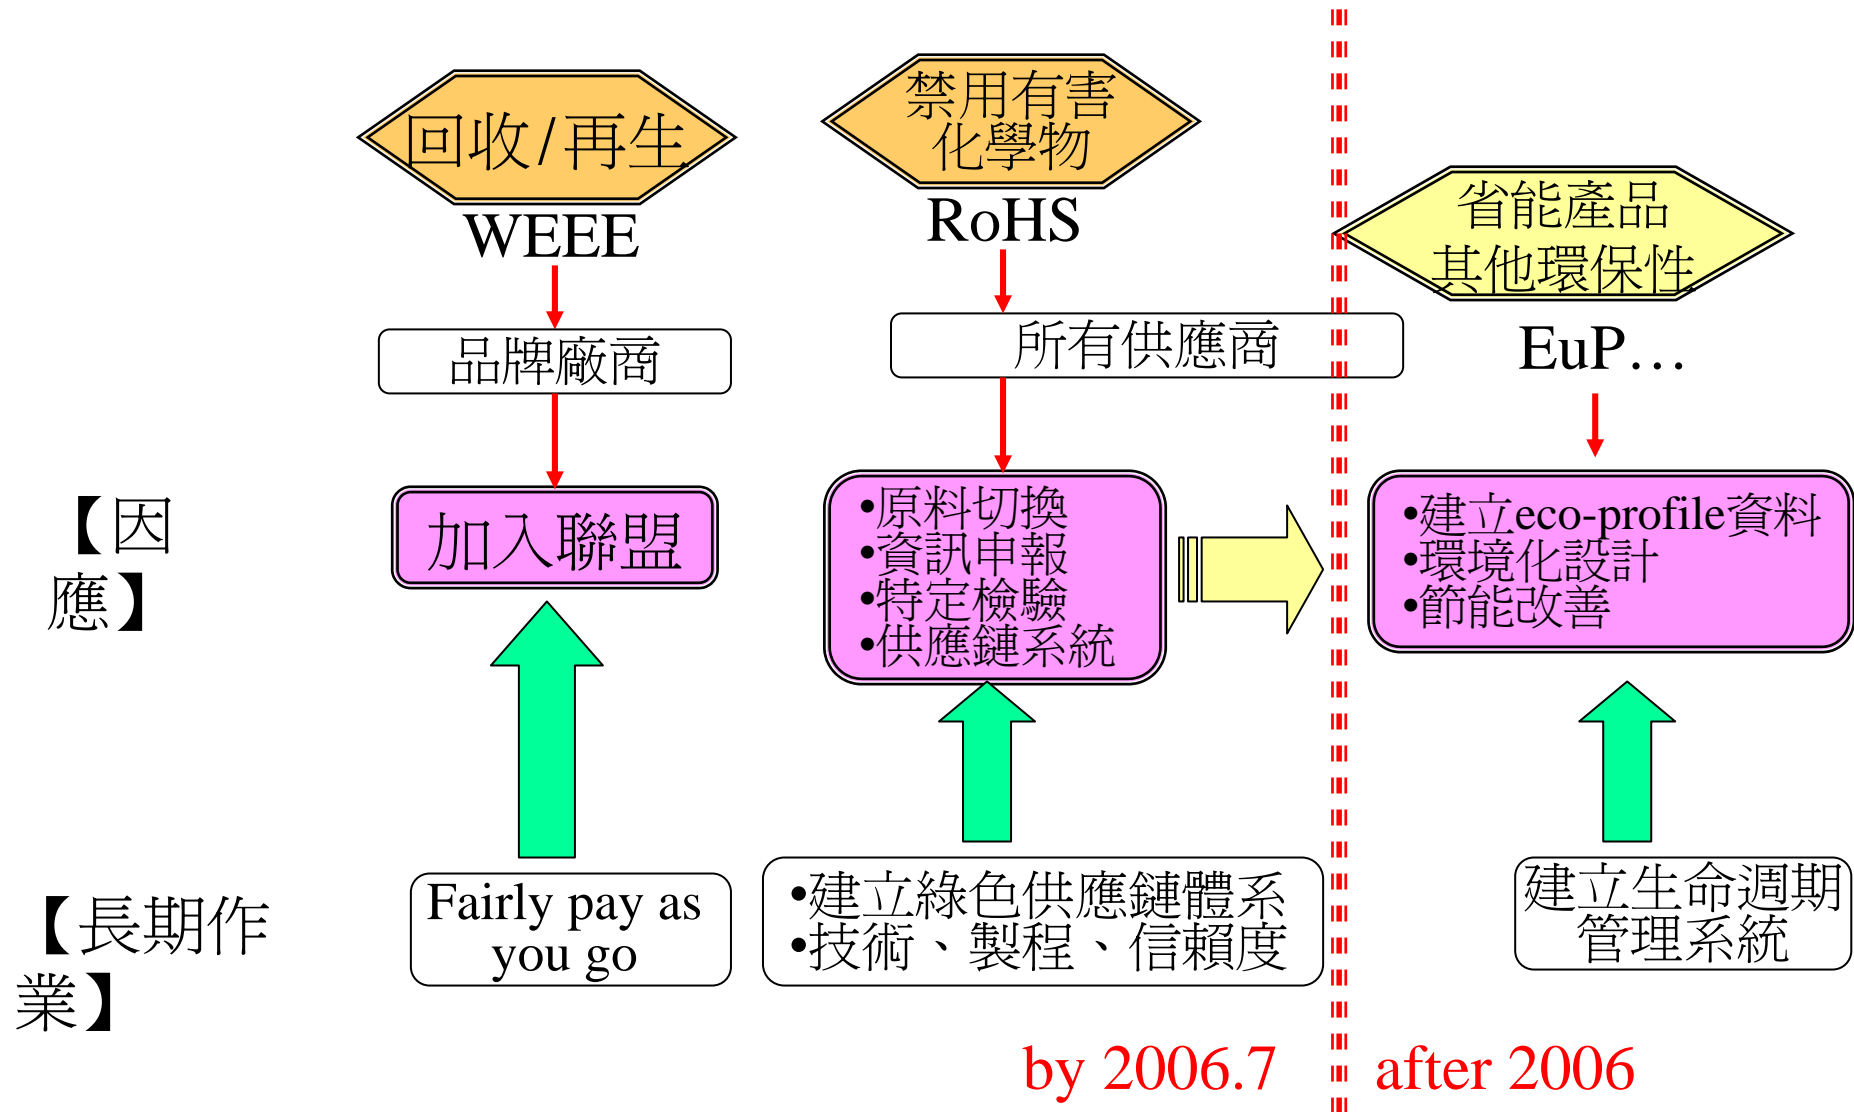 回收/再生
WEEE
品牌廠商
加入聯盟
Fairly pay as
you go
禁用有害
化學物
RoHS
所有供應商
•原料切換
•資訊申報
•特定檢驗
•供應鏈系統
•建立綠色供應鏈體系
•技術、製程、信賴度
省能產品
其他環保性
EuP…
•建立eco-profile資料
•環境化設計
•節能改善
建立生命週期
管理系統
【因
應】
【長期作
業】
by 2006.7
after 2006